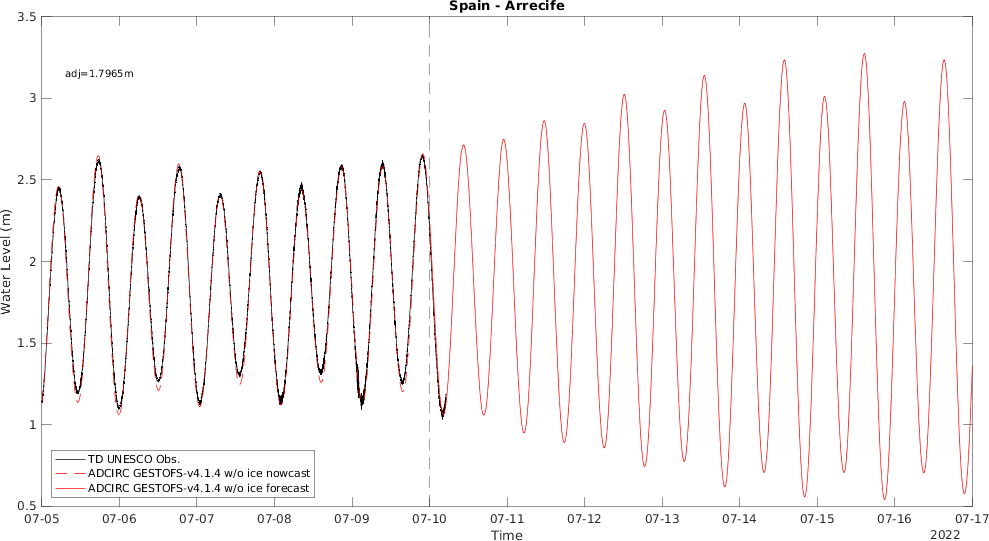 Spain - Arrecife
adj=1.7965m
Water Level (m)
3.5
3
2.5
2
1.5
1
0.5
TD UNESCO Obs.
ADCIRC GESTOFS-v4.1.4 w/o ice nowcast
ADCIRC GESTOFS-v4.1.4 w/o ice forecast
07-05 07-06 07-07 07-08 07-09 07-10 07-11 07-12 07-13 07-14 07-15 07-16 07-17
Time
2022